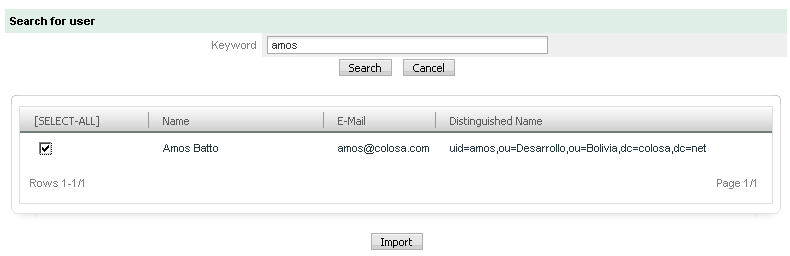 Search for user
Keyword amos
Search Cancel
[SELECT-ALL] Name E-Mail Distinguished Name
Amos Batto amos@colosa.com uid=amos,ou=Desarrollo,ou=Bolivia,dc=colosa,dc=net
Rows 1-1/1 Page 1/1
Import